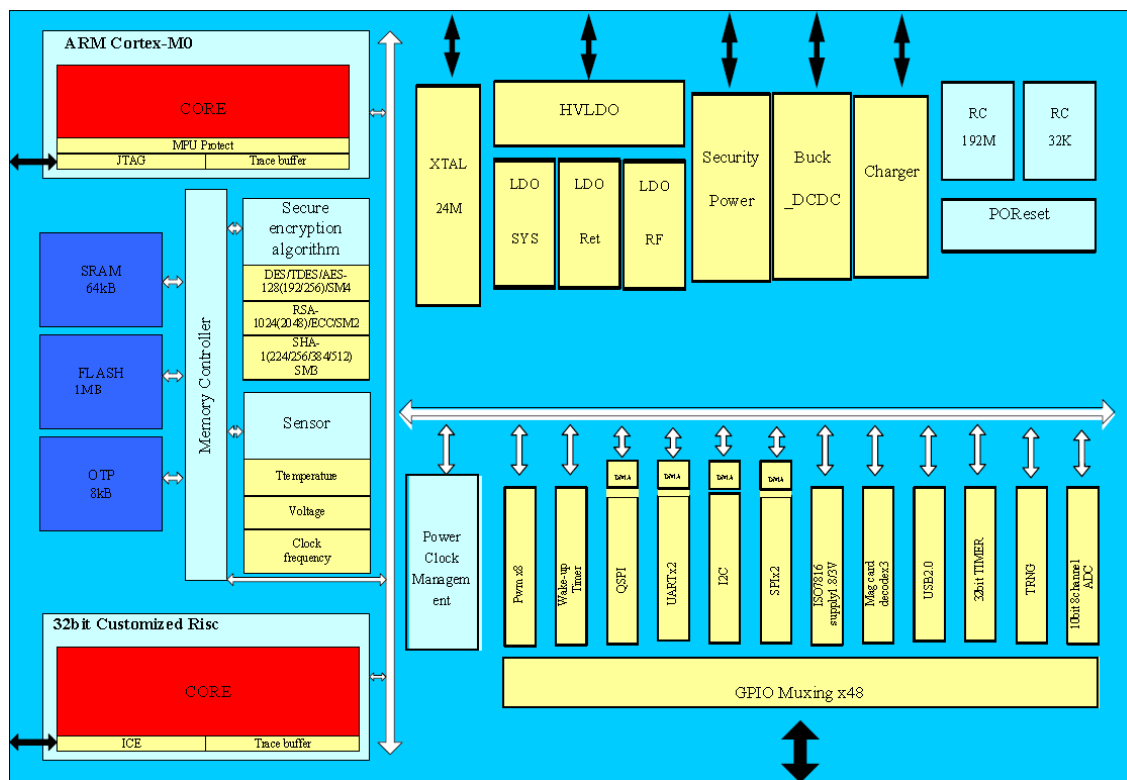 ARM Cortex-M0
CORE
MPU Protect
JTAG
Trace buffer
SRAM
64kB
FLASH
1MB
OTP
8kB
Memory Controller
Secure
encryption
algorithm
DES/TDES/AES-
128(192/256)/SM4
RSA-
1024(2048)/ECC/SM2
SHA-
1(224/256/384/512)
SM3
Sensor
Ttemperature
Voltage
Clock
frequency
32bit Customized Risc
CORE
ICE
Trace buffer
XTAL
24M
HVLDO
LDO
SYS
LDO
Ret
LDO
RF
Security
Power
Buck
_DCDC
Charger
RC
192M
RC
32K
POReset
Power
Clock
Managem
ent
Pwm x8
Wake-up
Timer
DMA
QSPI
DMA
UARTx2
DMA
I2C
DMA
SPIx2
ISO7816
supply1.8/3V
Mag card
decodex3
USB2.0
32bit TIMER
TRNG
10bit 8channel
ADC
GPIO Muxing x48